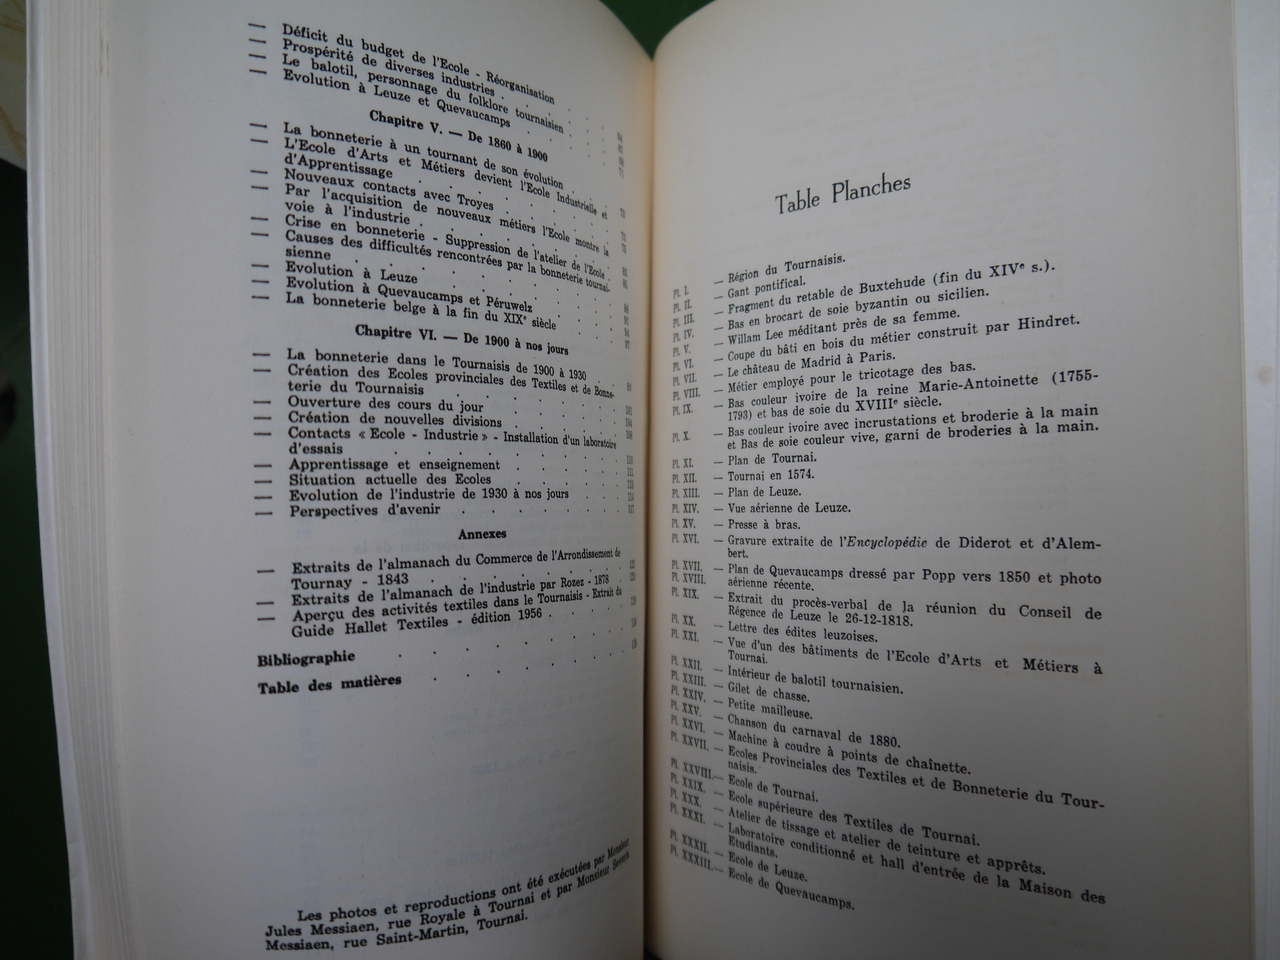 — Déficit du budget de l'Ecole - Réorganisation
— Prospérité de diverses industries
— Le balotil, personnage du folklore tournaisien
— Evolution à Leuze et Quevaucamps
Chapitre V. — De 1860 à 1900
— La bonneterie à un tournant de son évolution
— L'Ecole d'Arts et Métiers devient l'Ecole Industrielle et
d'Apprentissage
— Nouveaux contacts avec Troyes
— Par l'acquisition de nouveaux métiers l'Ecole montre la
voie à l'industrie
— Crise en bonneterie - Suppression de l'atelier de l'Ecole
— Causes des difficultés rencontrées par la bonneterie tournai-
sienne
— Evolution à Leuze
— Evolution à Quevaucamps et Péruwelz
— La bonneterie belge à la fin du XIXe siècle
Chapitre VI. — De 1900 à nos jours
— La bonneterie dans le Tournaisis de 1900 à 1930
— Création des Ecoles provinciales des Textiles et de Bonne-
terie du Tournaisis
— Ouverture des cours du jour
— Création de nouvelles divisions
— Contacts « Ecole - Industrie » - Installation d'un laboratoire
d'essais
— Apprentissage et enseignement
— Situation actuelle des Ecoles
— Evolution de l'industrie de 1930 à nos jours
— Perspectives d'avenir
Annexes
— Extraits de l'almanach du Commerce de l'Arrondissement de
Tournay - 1843
— Extraits de l'almanach de l'industrie par Rozez - 1878
— Aperçu des activités textiles dans le Tournaisis - Extrait du
Guide Hallet Textiles - édition 1956
Bibliographie
Table des matières
Les photos et reproductions ont été exécutées par Monsieur
Jules Messiaen, rue Royale à Tournai et par Monsieur
Messiaen, rue Saint-Martin, Tournai.
Table Planches
Pl. I. — Région du Tournaisis.
Pl. II. — Gant pontifical.
Pl. III. — Fragment du retable de Buxtehude (fin du XIVe s.).
Pl. IV. — Bas en brocart de soie byzantin ou sicilien.
Pl. V. — Willam Lee méditant près de sa femme.
Pl. VI. — Coupe du bâti en bois du métier construit par Hindret.
Pl. VII. — Le château de Madrid à Paris.
Pl. VIII. — Métier employé pour le tricotage des bas.
Pl. IX. — Bas couleur ivoire de la reine Marie-Antoinette (1755-
1793) et bas de soie du XVIIIe siècle.
Pl. X. — Bas couleur ivoire avec incrustations et broderie à la main
et Bas de soie couleur vive, garni de broderies à la main.
Pl. XI. — Plan de Tournai.
Pl. XII. — Tournai en 1574.
Pl. XIII. — Plan de Leuze.
Pl. XIV. — Vue aérienne de Leuze.
Pl. XV. — Presse à bras.
Pl. XVI. — Gravure extraite de l'Encyclopédie de Diderot et d'Alem-
bert.
Pl. XVII. — Plan de Quevaucamps dressé par Popp vers 1850 et photo
Pl. XVIII. aérienne récente.
Pl. XIX. — Extrait du procès-verbal de la réunion du Conseil de
Régence de Leuze le 26-12-1818.
Pl. XX. — Lettre des édites leuzoises.
Pl. XXI. — Vue d'un des bâtiments de l'Ecole d'Arts et Métiers à
Tournai.
Pl. XXII. — Intérieur de balotil tournaisien.
Pl. XXIII. — Gilet de chasse.
Pl. XXIV. — Petite mailleuse.
Pl. XXV. — Chanson du carnaval de 1880.
Pl. XXVI. — Machine à coudre à points de chaînette.
Pl. XXVII. — Ecoles Provinciales des Textiles et de Bonneterie du Tour-
naisis.
Pl. XXVIII. — Ecole de Tournai.
Pl. XXIX. — Ecole supérieure des Textiles de Tournai.
Pl. XXX. — Atelier de tissage et atelier de teinture et apprêts.
Pl. XXXI. — Laboratoire conditionné et hall d'entrée de la Maison des
Etudiants.
Pl. XXXII. — Ecole de Leuze.
Pl. XXXIII. — Ecole de Quevaucamps.